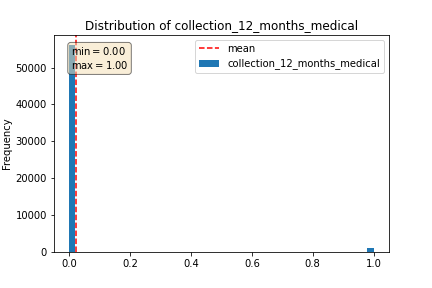 Distribution of collection_12_months_medical
min = 0.00
max = 1.00
mean
collection_12_months_medical
Frequency
50000
40000
30000
20000
10000
0
0.0 0.2 0.4 0.6 0.8 1.0